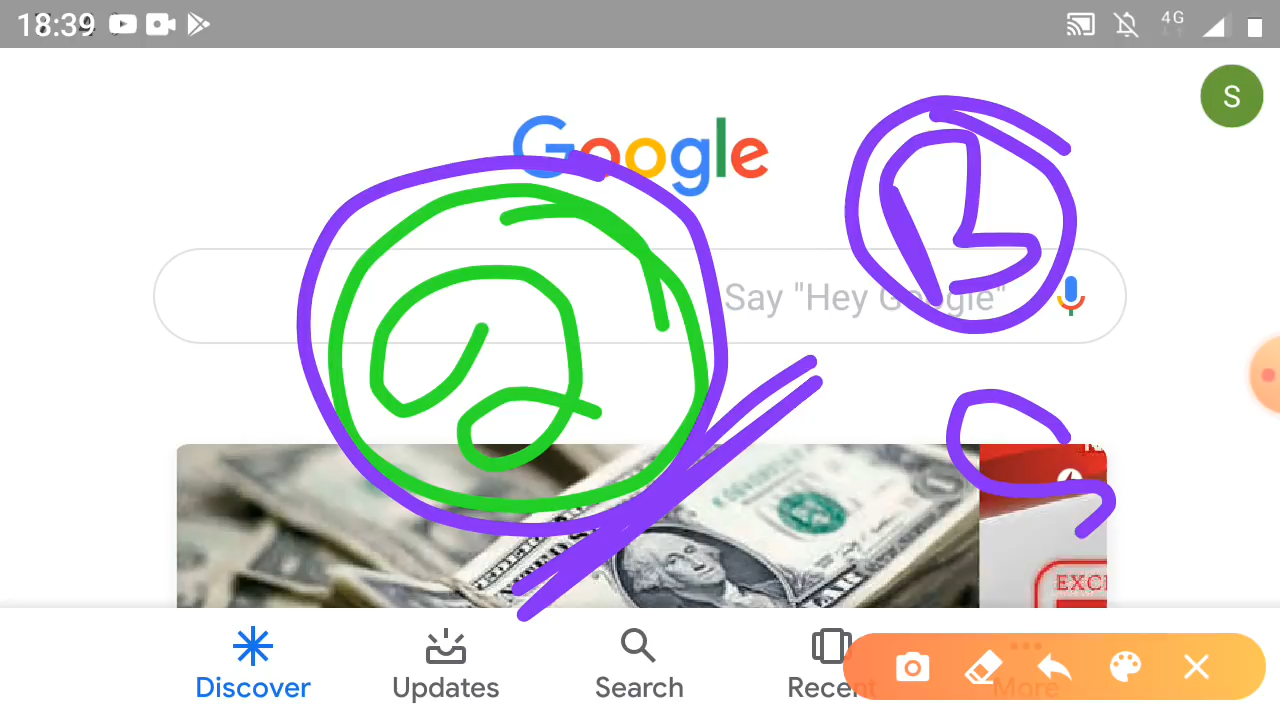 18:39
4G
S
Google
Say "Hey Google"
EXC
Discover
Updates
Search
Recent
More